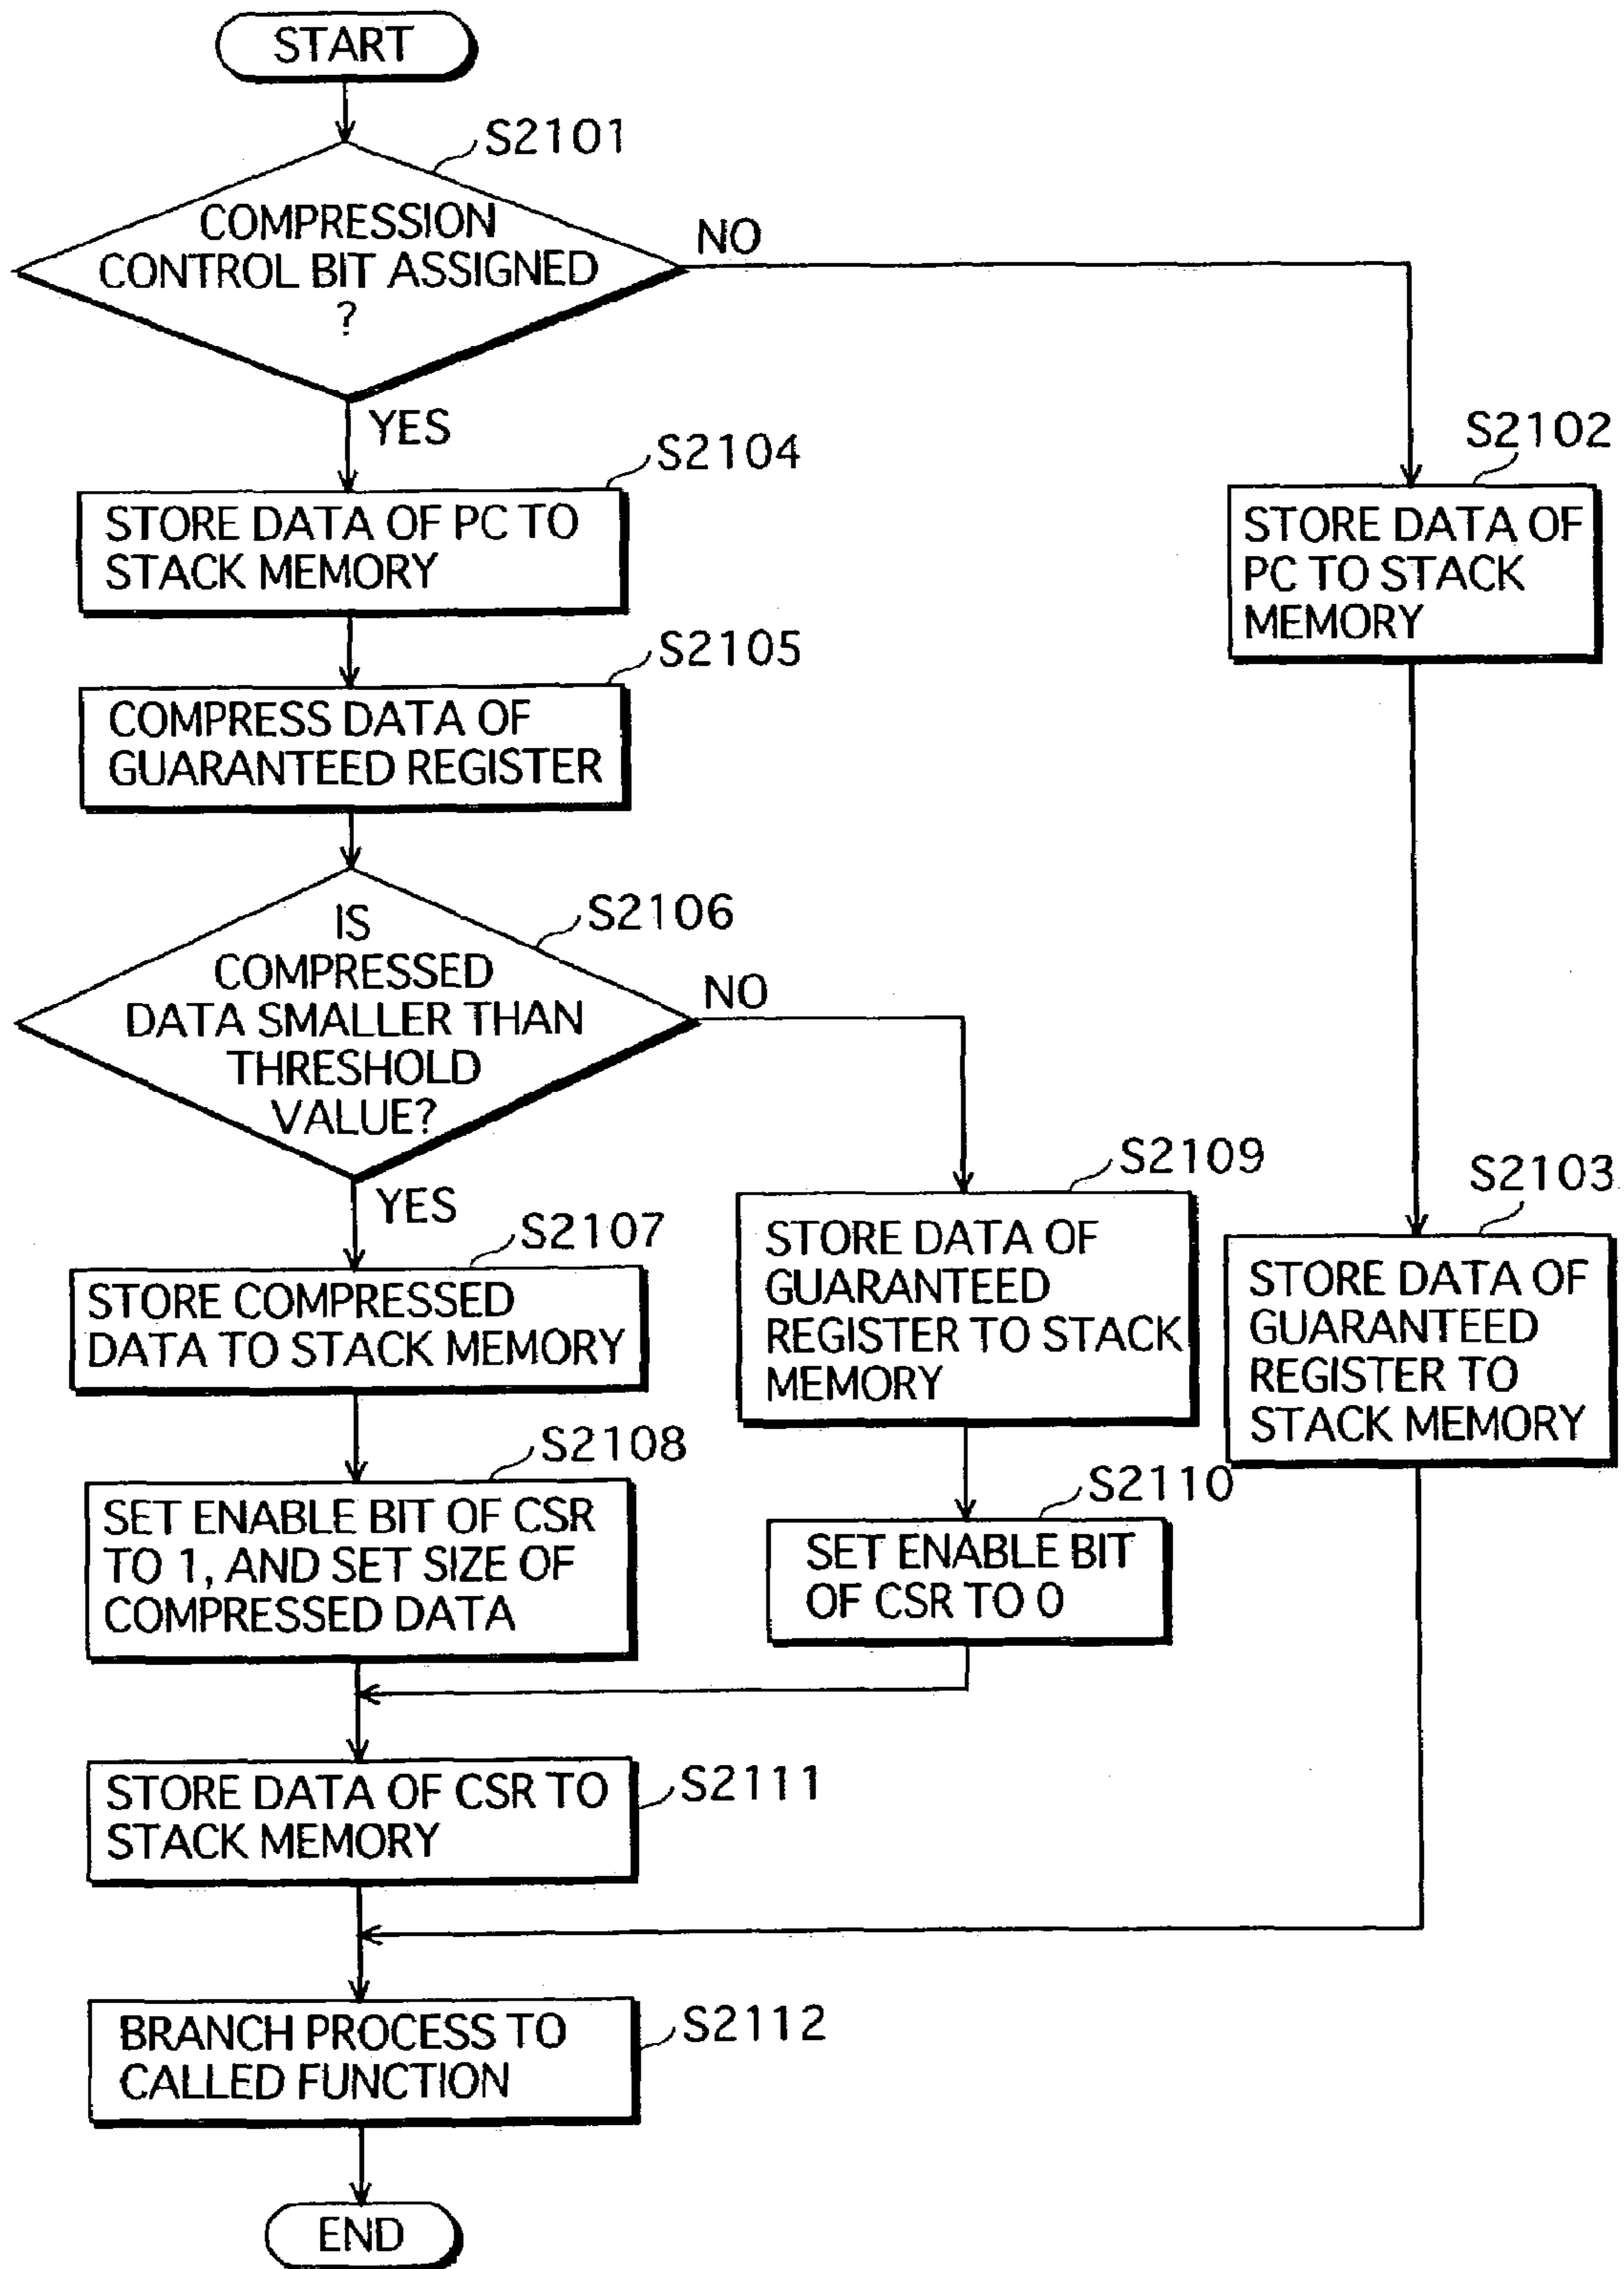 START
S2101
COMPRESSION
CONTROL BIT ASSIGNED
?
NO
YES
S2104
STORE DATA OF PC TO
STACK MEMORY
S2102
STORE DATA OF
PC TO STACK
MEMORY
S2105
COMPRESS DATA OF
GUARANTEED REGISTER
S2106
IS
COMPRESSED
DATA SMALLER THAN
THRESHOLD
VALUE?
NO
YES
S2107
STORE COMPRESSED
DATA TO STACK MEMORY
S2109
STORE DATA OF
GUARANTEED
REGISTER TO STACK
MEMORY
S2103
STORE DATA OF
GUARANTEED
REGISTER TO
STACK MEMORY
S2108
SET ENABLE BIT OF CSR
TO 1, AND SET SIZE OF
COMPRESSED DATA
S2110
SET ENABLE BIT
OF CSR TO 0
S2111
STORE DATA OF CSR TO
STACK MEMORY
S2112
BRANCH PROCESS TO
CALLED FUNCTION
END